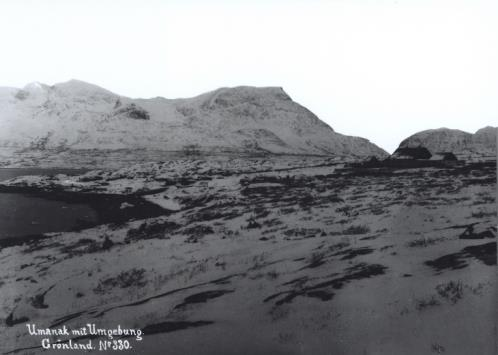 Umanak mit Umgebung.
Grönland. No 330.